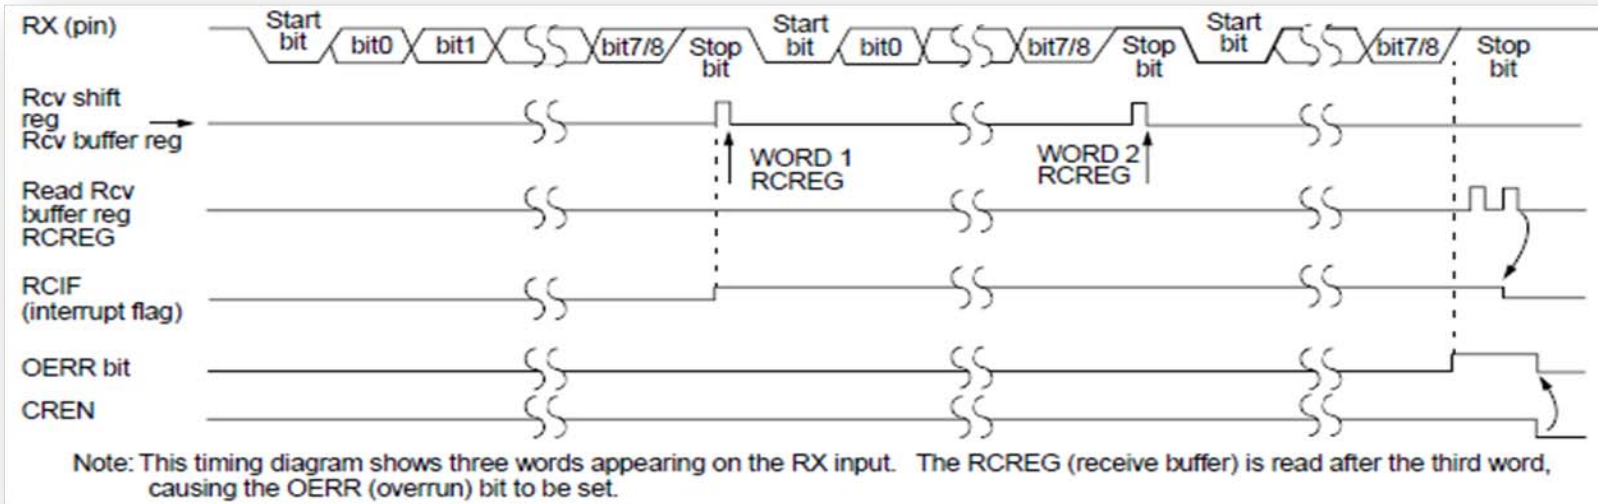 RX (pin)
Start
bit
bit0
bit1
bit7/8
Stop
bit
Start
bit
bit0
bit7/8
Stop
bit
Start
bit
bit7/8
Stop
bit
Rcv shift
reg
Rcv buffer reg
WORD 1
RCREG
WORD 2
RCREG
Read Rcv
buffer reg
RCREG
RCIF
(interrupt flag)
OERR bit
CREN
Note: This timing diagram shows three words appearing on the RX input. The RCREG (receive buffer) is read after the third word,
causing the OERR (overrun) bit to be set.